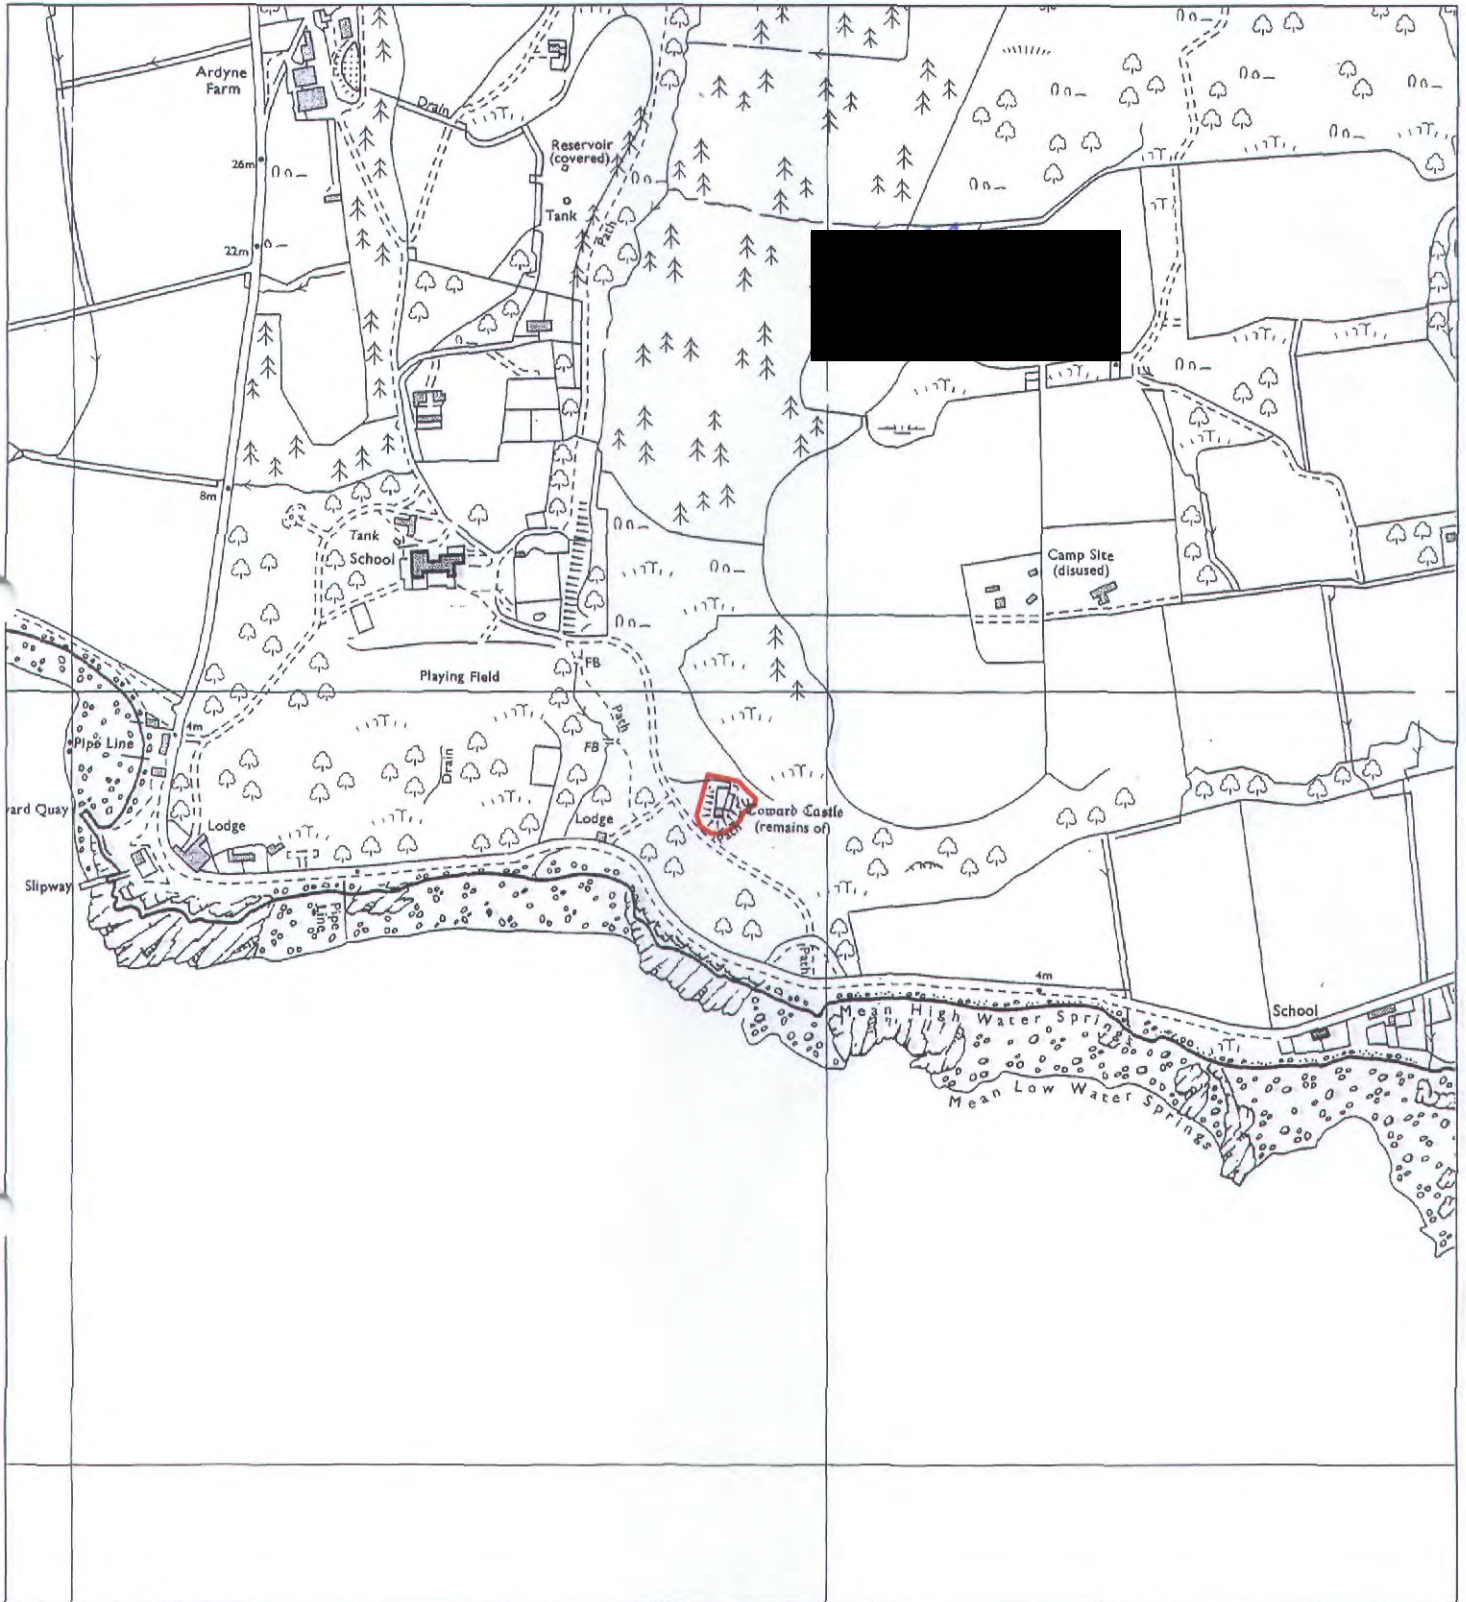 Ardyne
Farm
Drain
Reservoir
(covered)
26m
Tank
Path
22m
8m
Tank
School
Camp Site
(disused)
FB
Playing Field
Path
4m
FB
Pipe Line
Drain
Toward Castle
(remains of)
Path
Lodge
Lodge
ward Quay
Slipway
Pipe
Line
Path
4m
School
Mean High Water Springs
Mean Low Water Springs